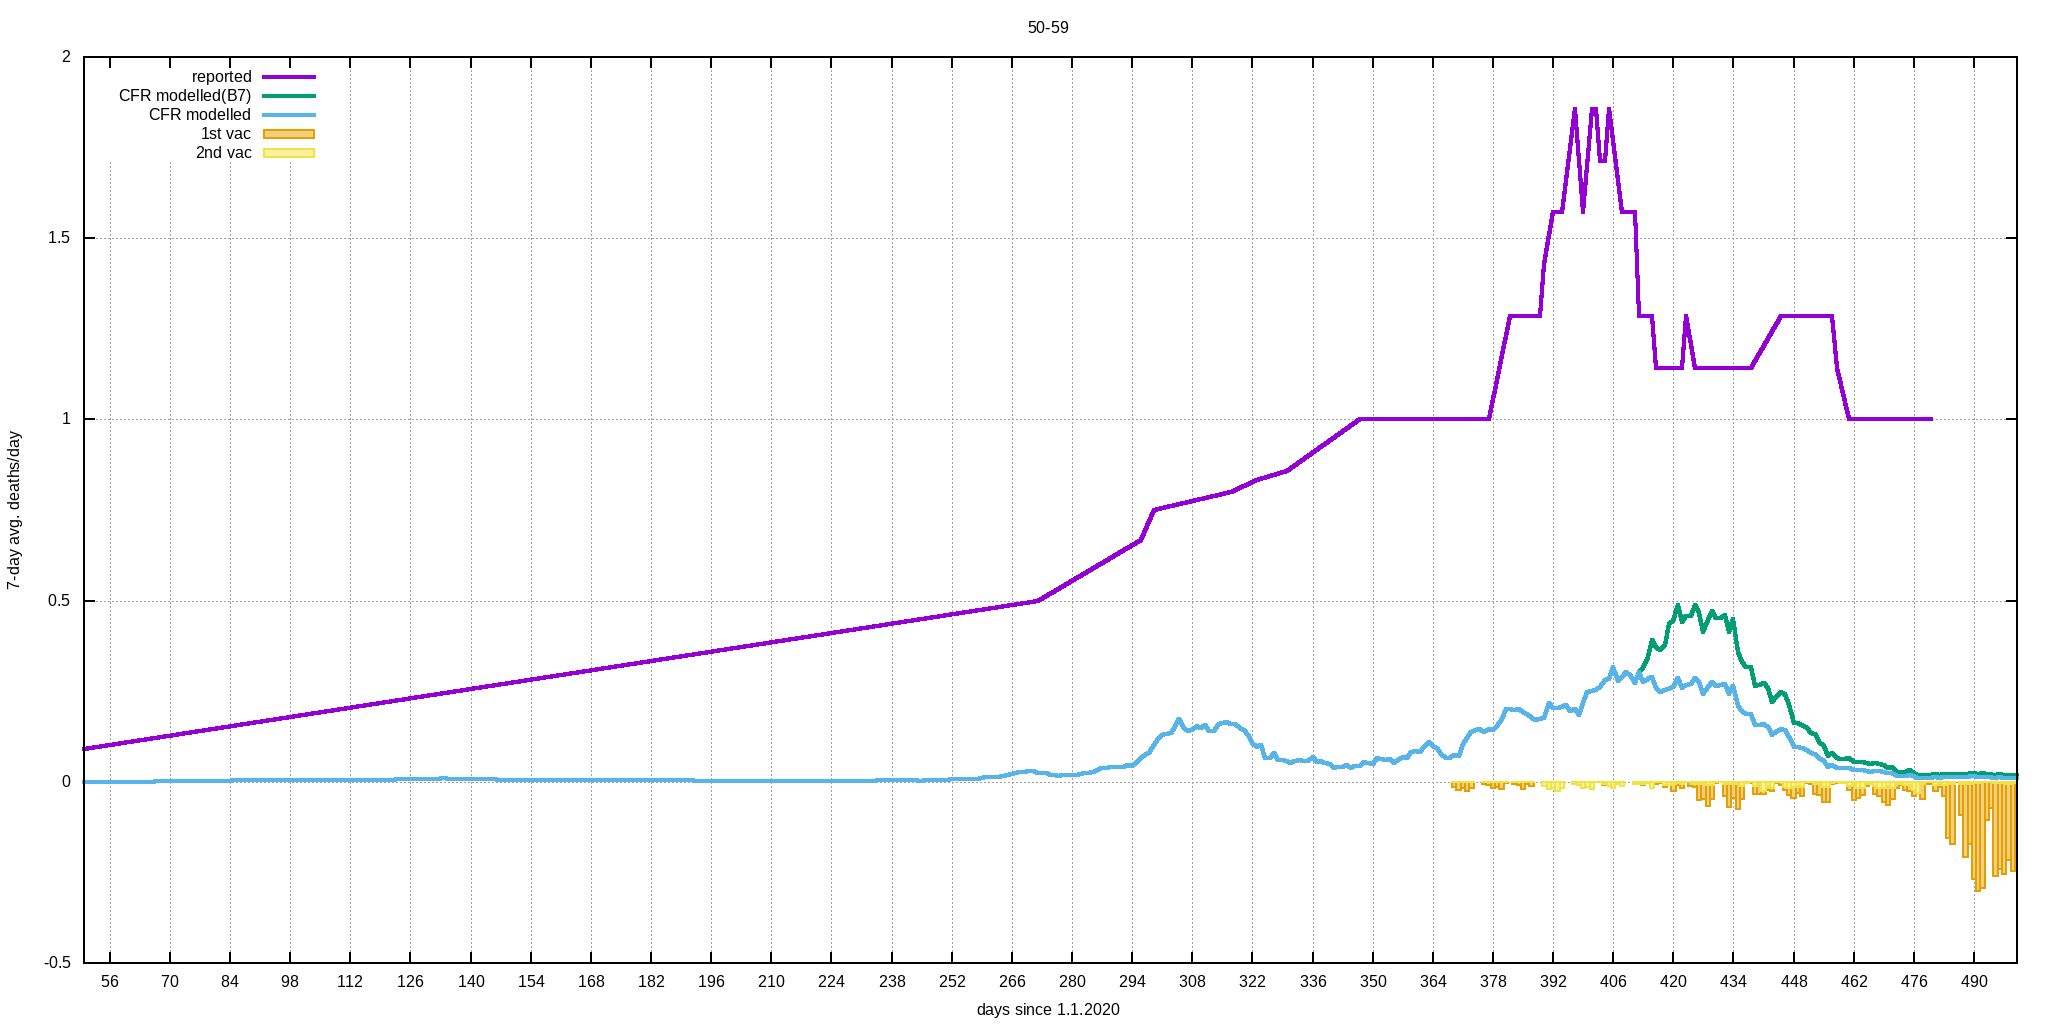 50-59
reported
CFR modelled(B7)
CFR modelled
1st vac
2nd vac
2
1.5
1
0.5
0
-0.5
7-day avg. deaths/day
56 70 84 98 112 126 140 154 168 182 196 210 224 238 252 266 280 294 308 322 336 350 364 378 392 406 420 434 448 462 476 490
days since 1.1.2020